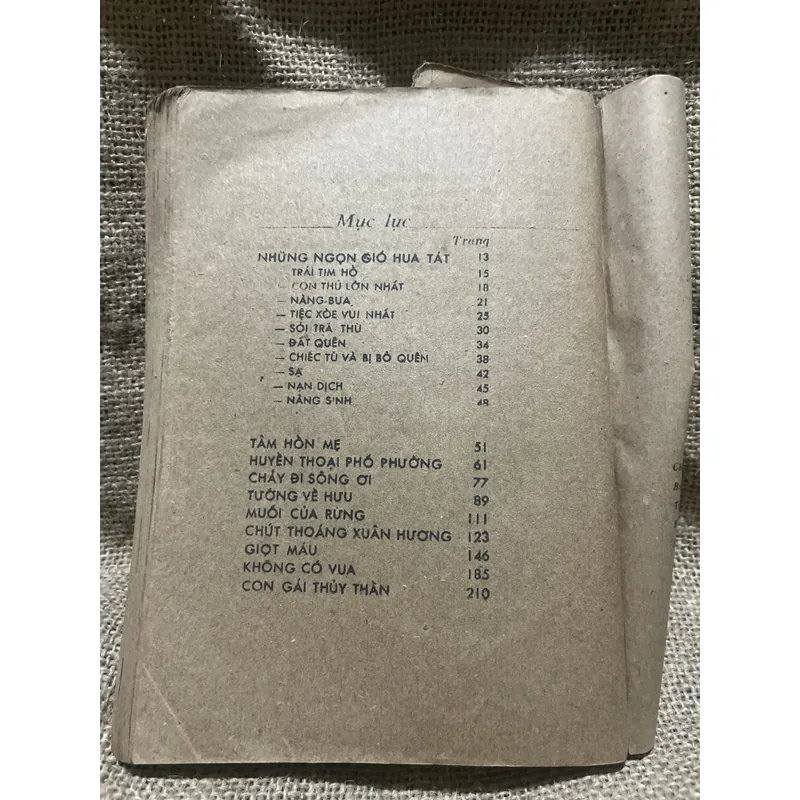 Mục lục
Trang
NHỮNG NGỌN GIÓ HUA TÁT 13
TRÁI TIM HỔ 15
— CON THÚ LỚN NHẤT 18
— NÀNG BUA 21
— TIỆC XÒE VUI NHẤT 25
— SÓI TRẢ THÙ 30
— ĐẤT QUÊN 34
— CHIẾC TÙ VÀ BỊ BỎ QUÊN 38
— SẠ 42
— NẠN DỊCH 45
— NÀNG SINH 48
TÂM HỒN MẸ 51
HUYỀN THOẠI PHỐ PHƯỜNG 61
CHẢY ĐI SÔNG ƠI 77
TƯỚNG VỀ HƯU 89
MUỐI CỦA RỪNG 111
CHÚT THOÁNG XUÂN HƯƠNG 123
GIỌT MÁU 146
KHÔNG CÓ VUA 185
CON GÁI THỦY THẦN 210